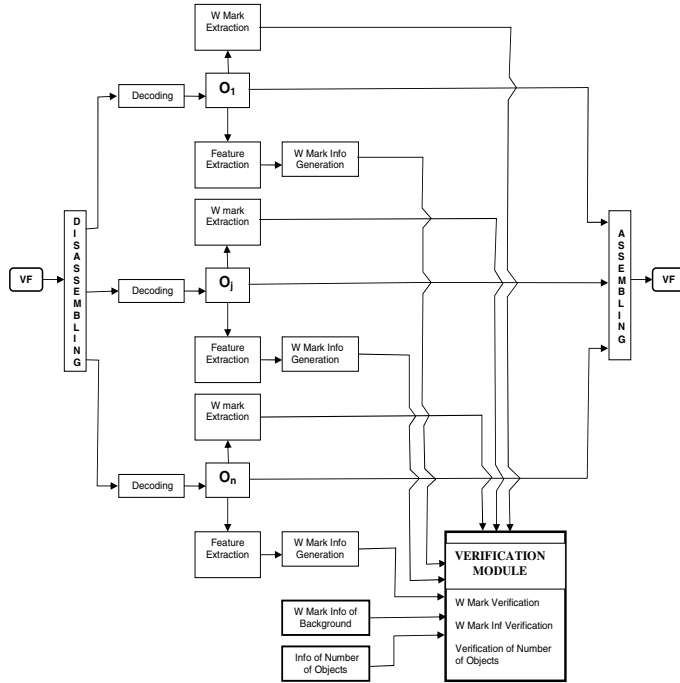 W Mark
Extraction
Decoding
O1
Feature
Extraction
W Mark Info
Generation
W mark
Extraction
VF
DISASSEMBLING
Decoding
Oj
ASSEMBLING
VF
Feature
Extraction
W Mark Info
Generation
W mark
Extraction
Decoding
On
Feature
Extraction
W Mark Info
Generation
VERIFICATION
MODULE
W Mark Verification
W Mark Inf Verification
Verification of Number
of Objects
W Mark Info of
Background
Info of Number
of Objects